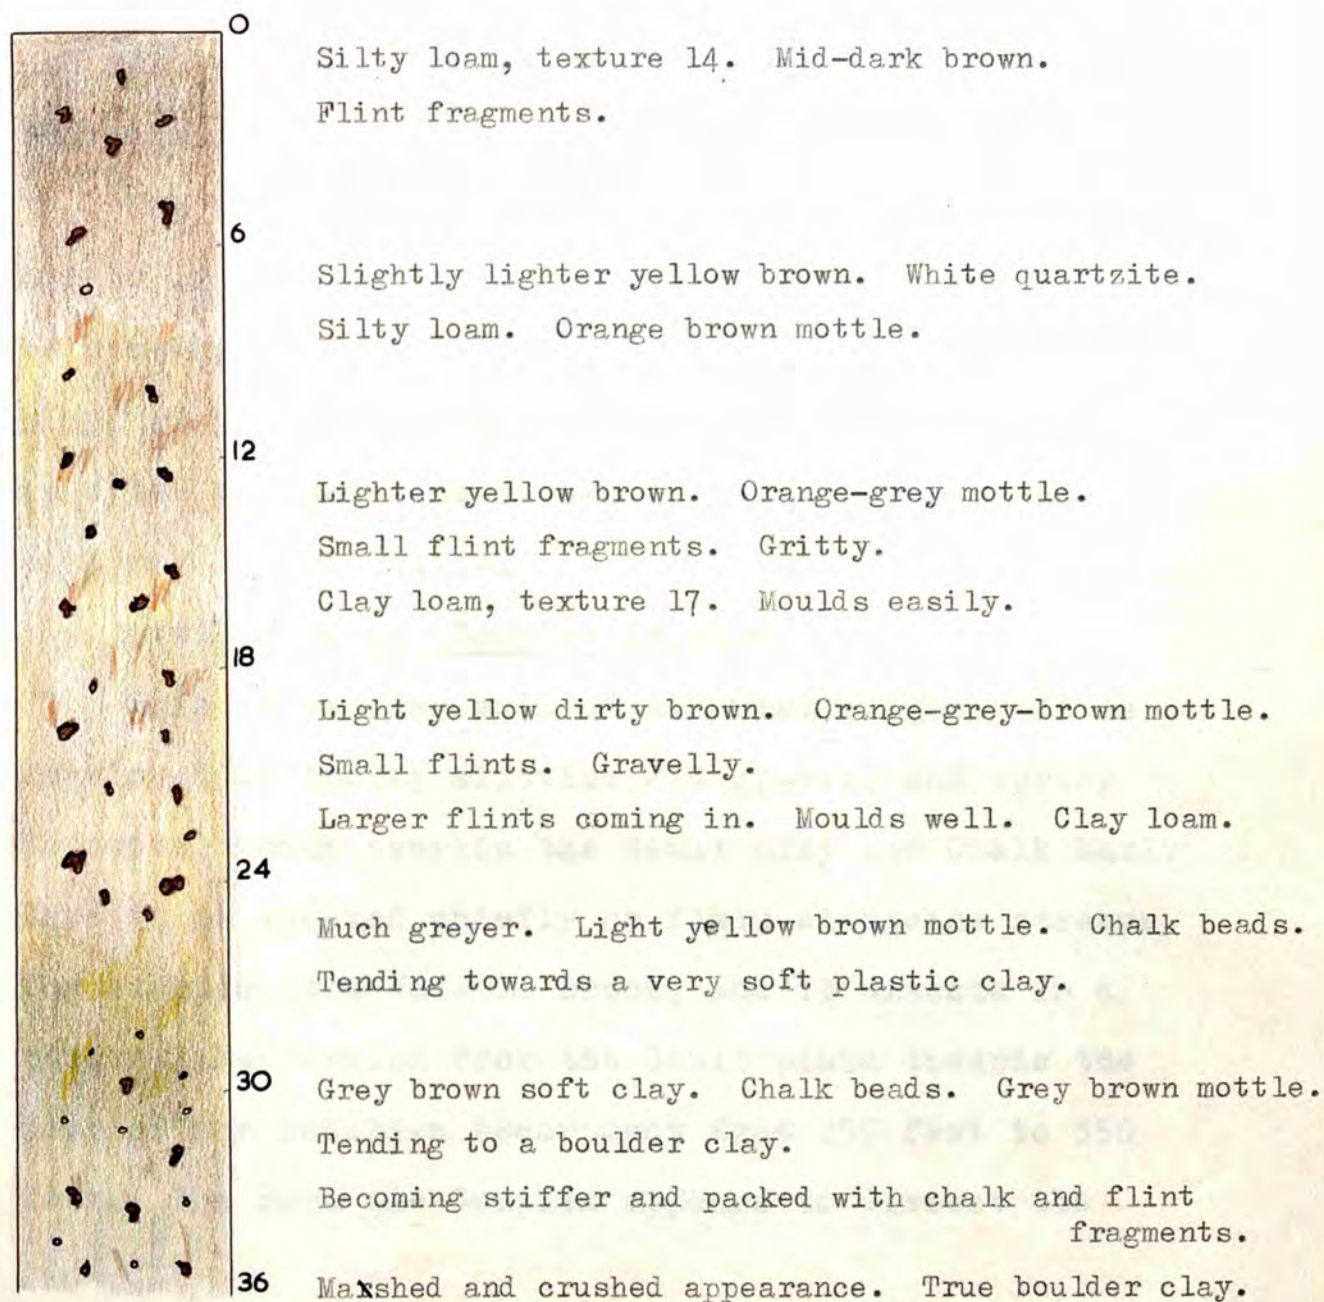 0
Silty loam, texture 14. Mid-dark brown.
Flint fragments.
6
Slightly lighter yellow brown. White quartzite.
Silty loam. Orange brown mottle.
12
Lighter yellow brown. Orange-grey mottle.
Small flint fragments. Gritty.
Clay loam, texture 17. Moulds easily.
18
Light yellow dirty brown. Orange-grey-brown mottle.
Small flints. Gravelly.
Larger flints coming in. Moulds well. Clay loam.
24
Much greyer. Light yellow brown mottle. Chalk beads.
Tending towards a very soft plastic clay.
30 Grey brown soft clay. Chalk beads. Grey brown mottle.
Tending to a boulder clay.
Becoming stiffer and packed with chalk and flint
fragments.
36 Maxshed and crushed appearance. True boulder clay.